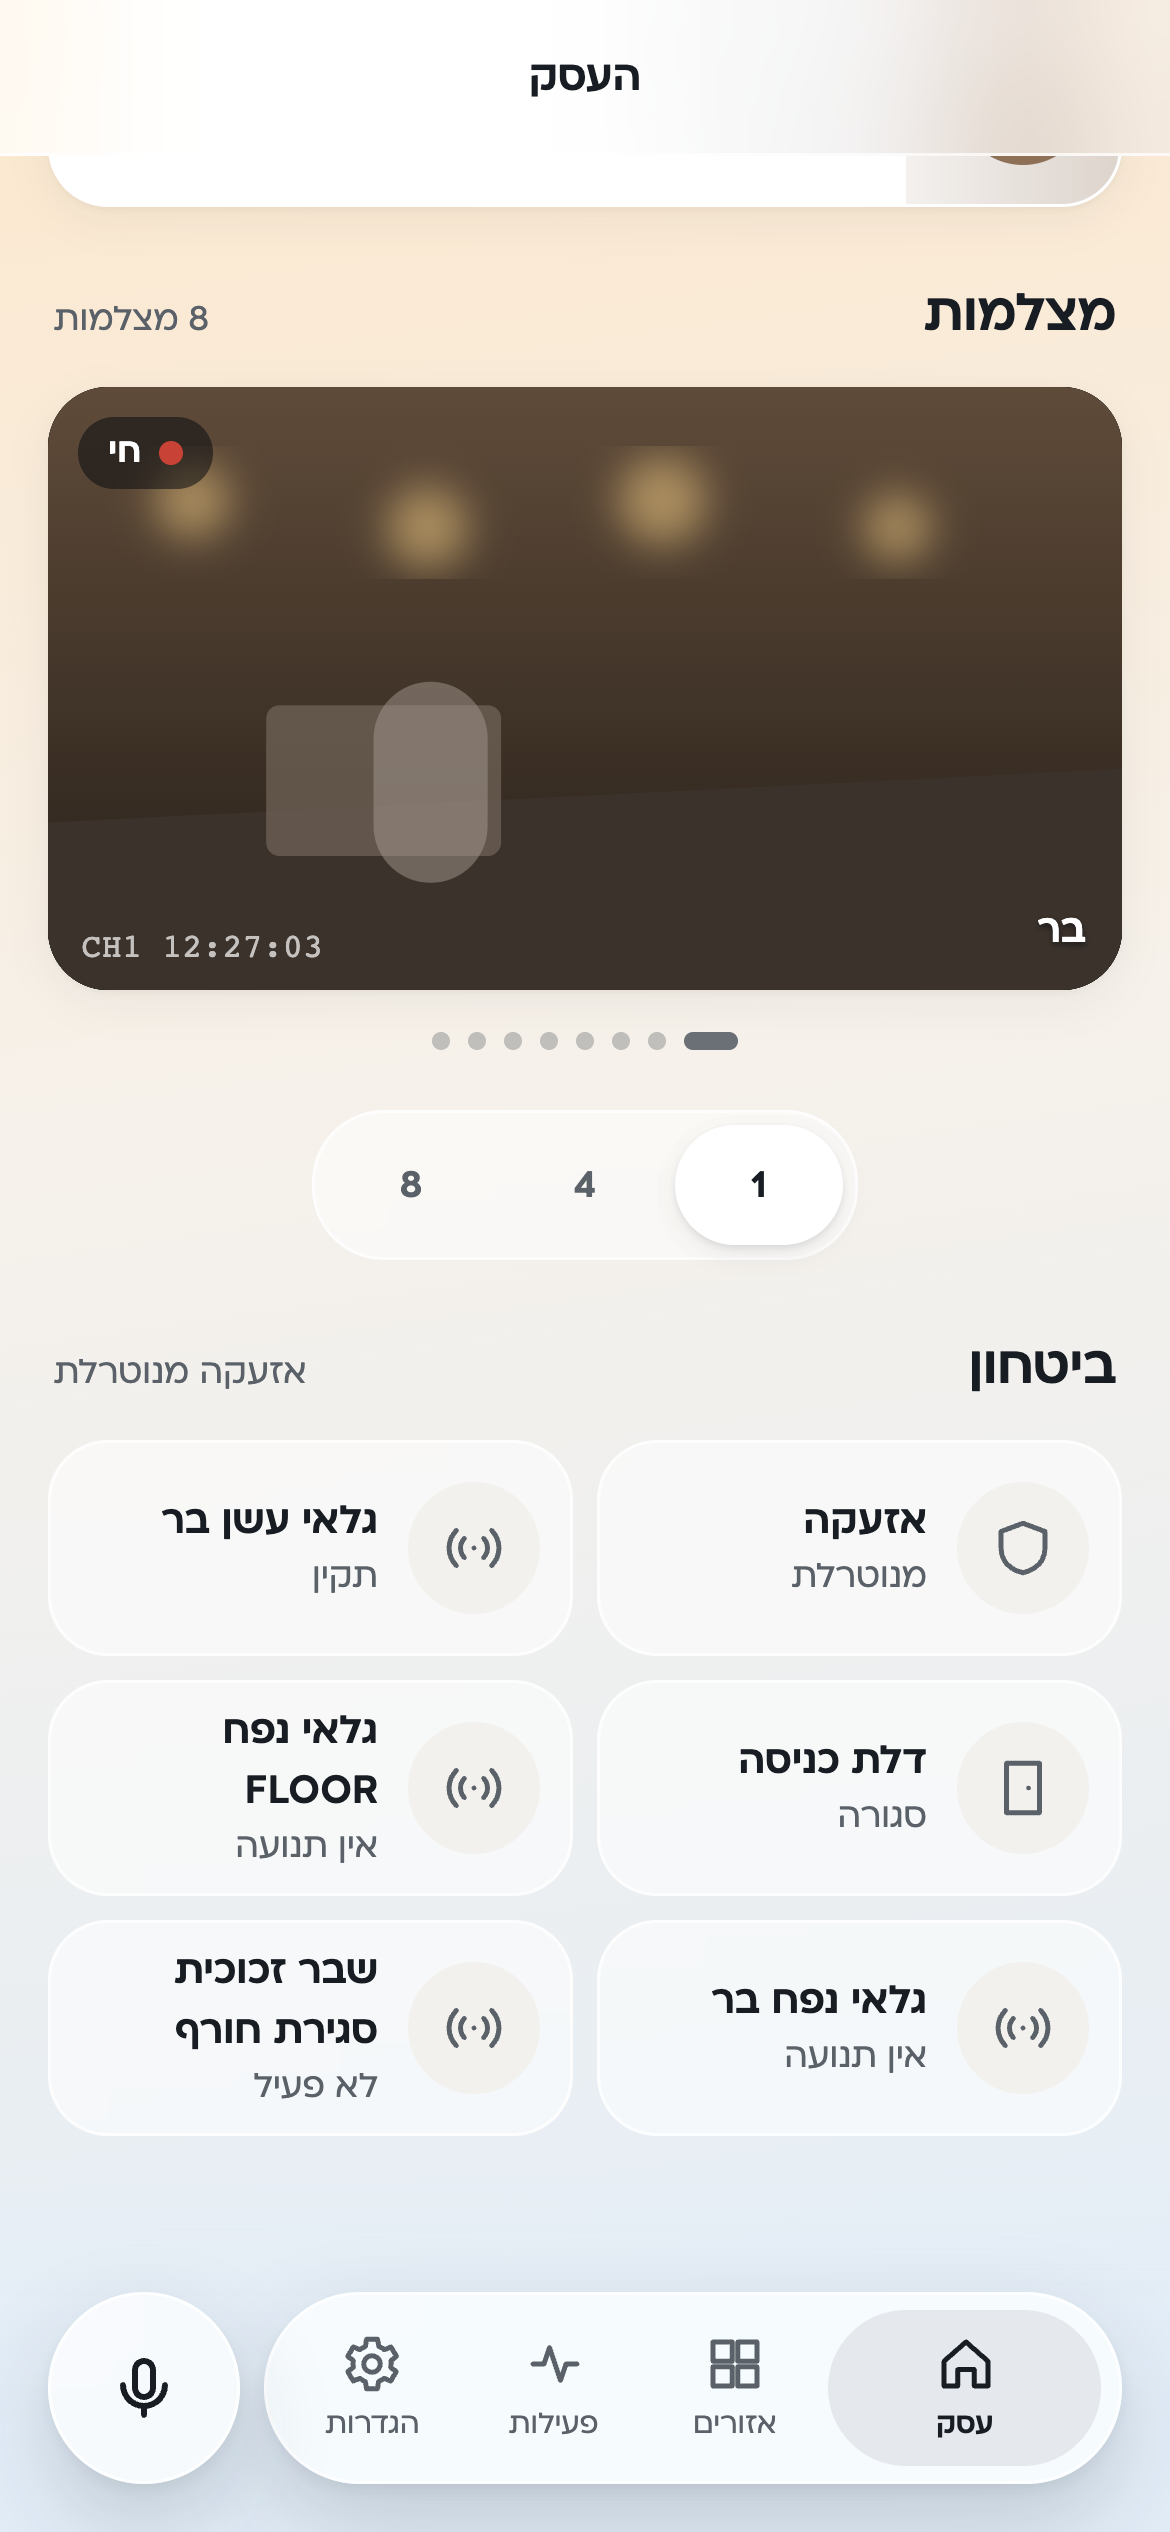 העסק
מצלמות
8 מצלמות
חי
בר
CH1 12:27:03
1
4
8
ביטחון
אזעקה מנוטרלת
אזעקה
מנוטרלת
גלאי עשן בר
תקין
דלת כניסה
סגורה
גלאי נפח
FLOOR
אין תנועה
גלאי נפח בר
אין תנועה
שבר זכוכית
סגירת חורף
לא פעיל
עסק
אזורים
פעילות
הגדרות